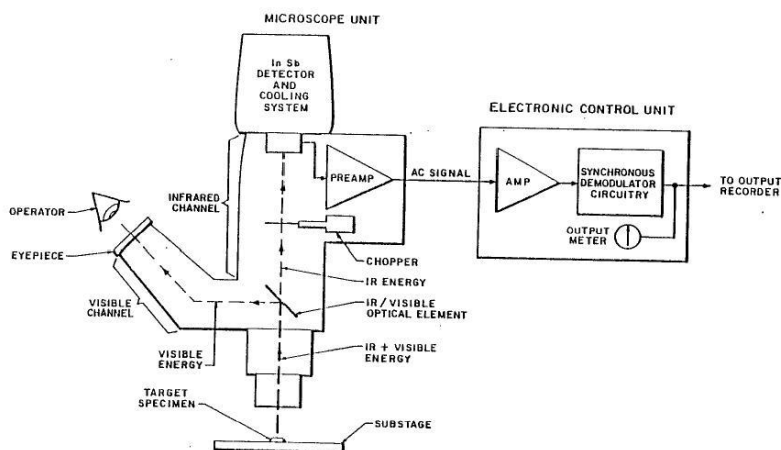 MICROSCOPE UNIT
In Sb
DETECTOR
AND
COOLING
SYSTEM
ELECTRONIC CONTROL UNIT
INFRARED
CHANNEL
PREAMP
AC SIGNAL
AMP
SYNCHRONOUS
DEMODULATOR
CIRCUITRY
TO OUTPUT
RECORDER
OPERATOR
OUTPUT
METER
EYEPIECE
CHOPPER
VISIBLE
CHANNEL
IR ENERGY
IR/VISIBLE
OPTICAL ELEMENT
VISIBLE
ENERGY
IR + VISIBLE
ENERGY
TARGET
SPECIMEN
SUBSTAGE